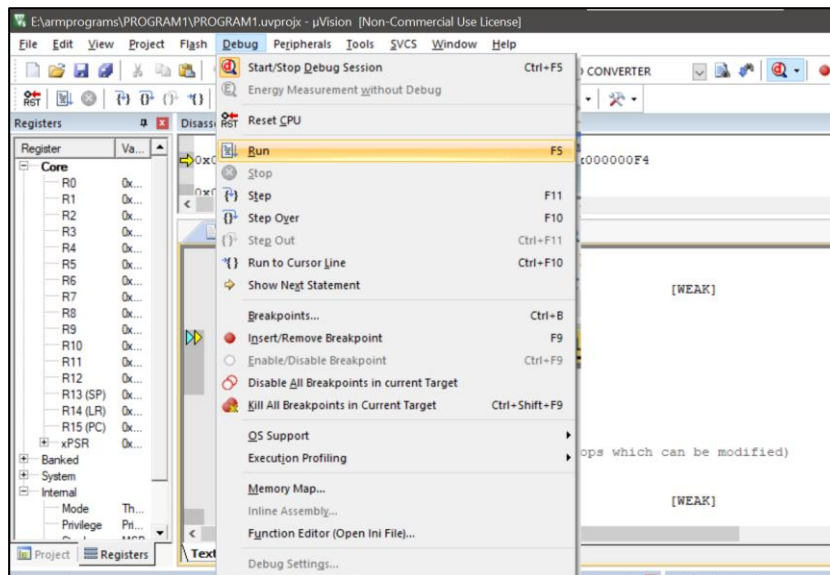 E:\armprograms\PROGRAM1\PROGRAM1.uvprojx - µVision [Non-Commercial Use License]
File Edit View Project Flash Debug Peripherals Tools SVCS Window Help
Start/Stop Debug Session Ctrl+F5
CONVERTER
Energy Measurement without Debug
RST
Registers
Disass
RST Reset CPU
Register Va...
Run F5
0x0
x000000F4
Core
R0 0x...
Stop
R1 0x...
Step F11
R2 0x...
Step Over F10
R3 0x...
Step Out Ctrl+F11
R4 0x...
R5 0x...
Run to Cursor Line Ctrl+F10
R6 0x...
Show Next Statement
[WEAK]
R7 0x...
R8 0x...
Breakpoints... Ctrl+B
R9 0x...
Insert/Remove Breakpoint F9
R10 0x...
R11 0x...
Enable/Disable Breakpoint Ctrl+F9
R12 0x...
Disable All Breakpoints in current Target
R13 (SP) 0x...
Kill All Breakpoints in Current Target Ctrl+Shift+F9
R14 (LR) 0x...
R15 (PC) 0x...
OS Support
xPSR 0x...
Execution Profiling
ops which can be modified)
Banked
System
Internal
Memory Map...
Mode Th...
Inline Assembly...
[WEAK]
Privilege Pri...
Function Editor (Open Ini File)...
Project Registers
Text
Debug Settings...